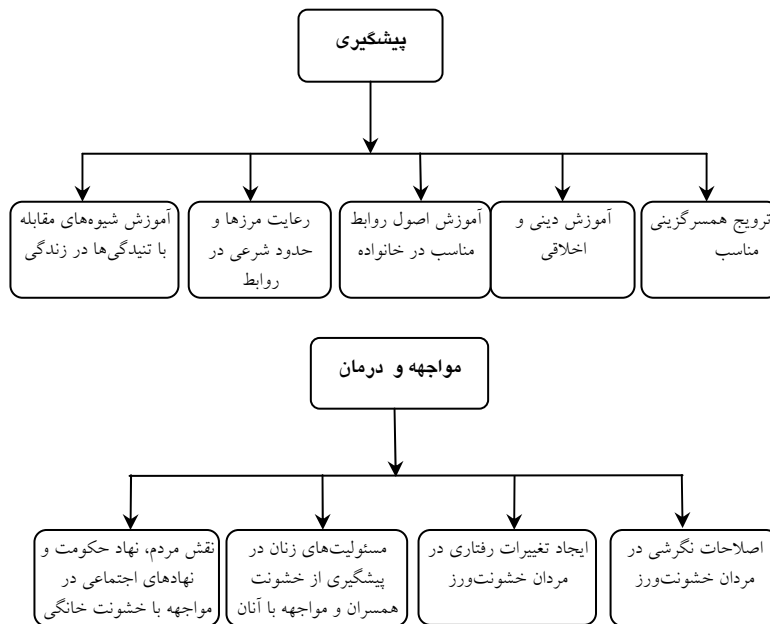 پیشگیری
ترویج همسرگزینی
مناسب
آموزش دینی و
اخلاقی
آموزش اصول روابط
مناسب در خانواده
رعایت مرزها و
حدود شرعی در
روابط
آموزش شیوه‌های مقابله
با تنیدگی‌ها در زندگی
مواجهه و درمان
اصلاحات نگرشی در
مردان خشونت‌ورز
ایجاد تغییرات رفتاری در
مردان خشونت‌ورز
مسئولیت‌های زنان در
پیشگیری از خشونت
همسران و مواجهه با آنان
نقش مردم، نهاد حکومت و
نهادهای اجتماعی در
مواجهه با خشونت خانگی